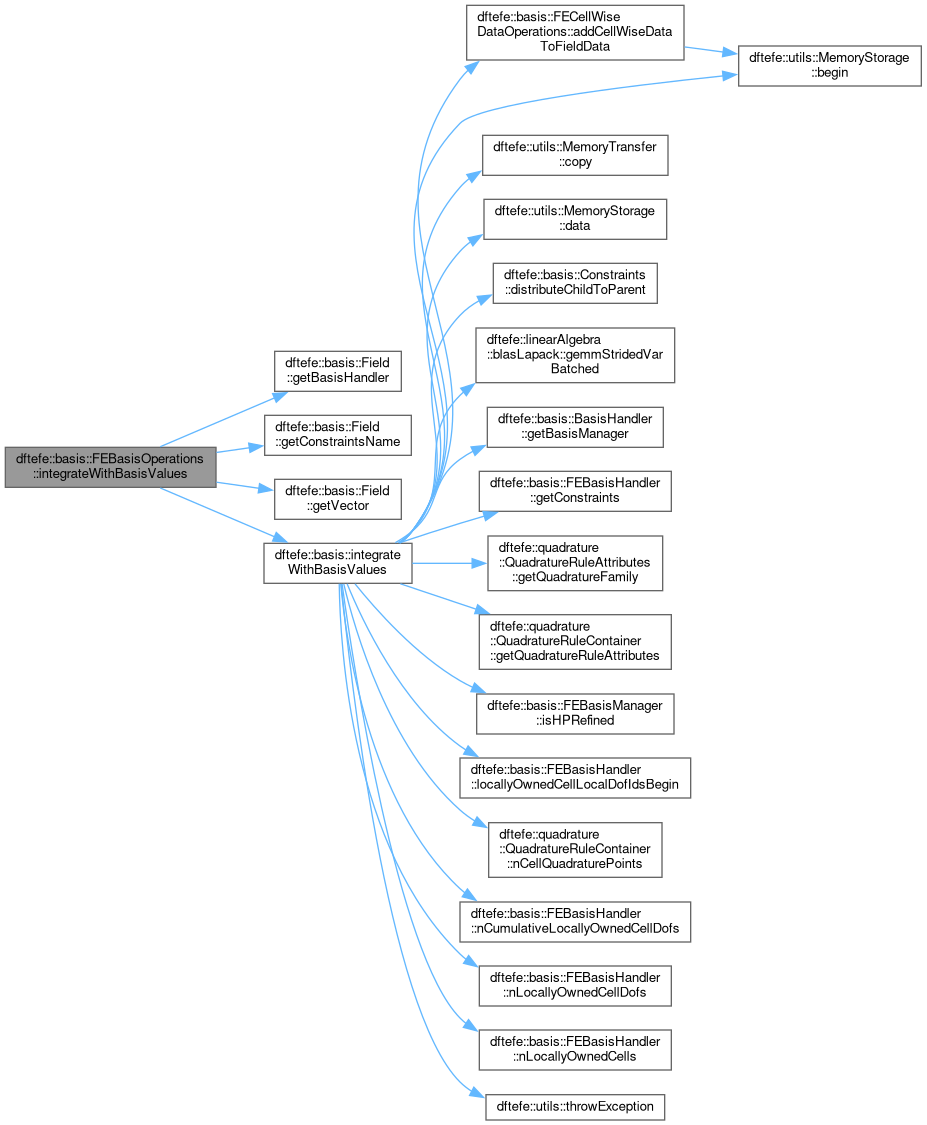 dftefe::basis::FEBasisOperations
::integrateWithBasisValues
dftefe::basis::Field
::getBasisHandler
dftefe::basis::Field
::getConstraintsName
dftefe::basis::Field
::getVector
dftefe::basis::integrate
WithBasisValues
dftefe::basis::FECellWise
DataOperations::addCellWiseData
ToFieldData
dftefe::utils::MemoryStorage
::begin
dftefe::utils::MemoryTransfer
::copy
dftefe::utils::MemoryStorage
::data
dftefe::basis::Constraints
::distributeChildToParent
dftefe::linearAlgebra
::blasLapack::gemmStridedVar
Batched
dftefe::basis::BasisHandler
::getBasisManager
dftefe::basis::FEBasisHandler
::getConstraints
dftefe::quadrature
::QuadratureRuleAttributes
::getQuadratureFamily
dftefe::quadrature
::QuadratureRuleContainer
::getQuadratureRuleAttributes
dftefe::basis::FEBasisManager
::isHPRefined
dftefe::basis::FEBasisHandler
::locallyOwnedCellLocalDofIdsBegin
dftefe::quadrature
::QuadratureRuleContainer
::nCellQuadraturePoints
dftefe::basis::FEBasisHandler
::nCumulativeLocallyOwnedCellDofs
dftefe::basis::FEBasisHandler
::nLocallyOwnedCellDofs
dftefe::basis::FEBasisHandler
::nLocallyOwnedCells
dftefe::utils::throwException